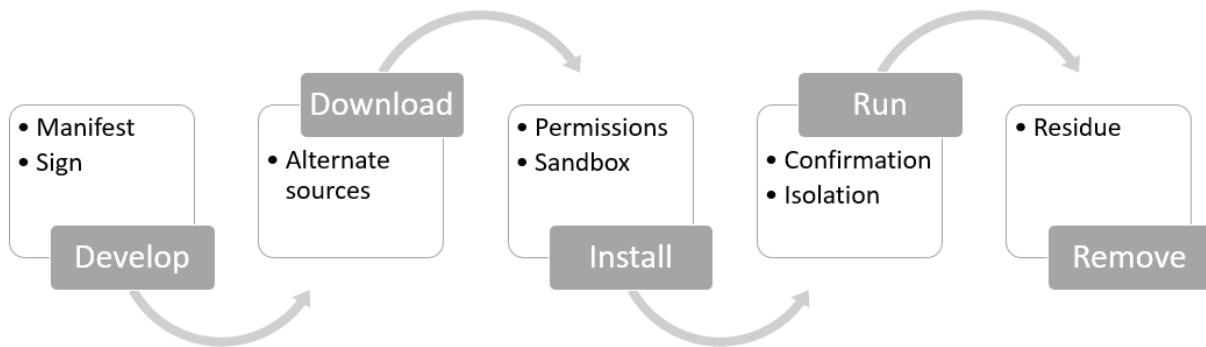 • Manifest
• Sign
Develop
Download
• Alternate
sources
• Permissions
• Sandbox
Install
Run
• Confirmation
• Isolation
• Residue
Remove